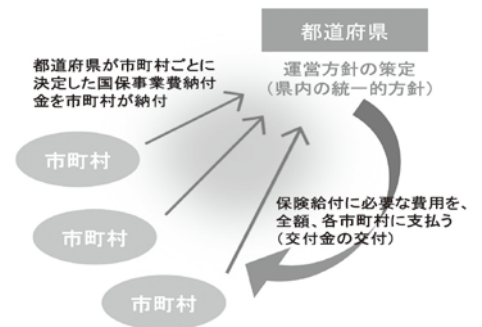 都道府県
運営方針の策定
（県内の統一的方針）
都道府県が市町村ごとに
決定した国保事業費納付
金を市町村が納付
市町村
市町村
市町村
保険給付に必要な費用を、
全額、各市町村に支払う
（交付金の交付）